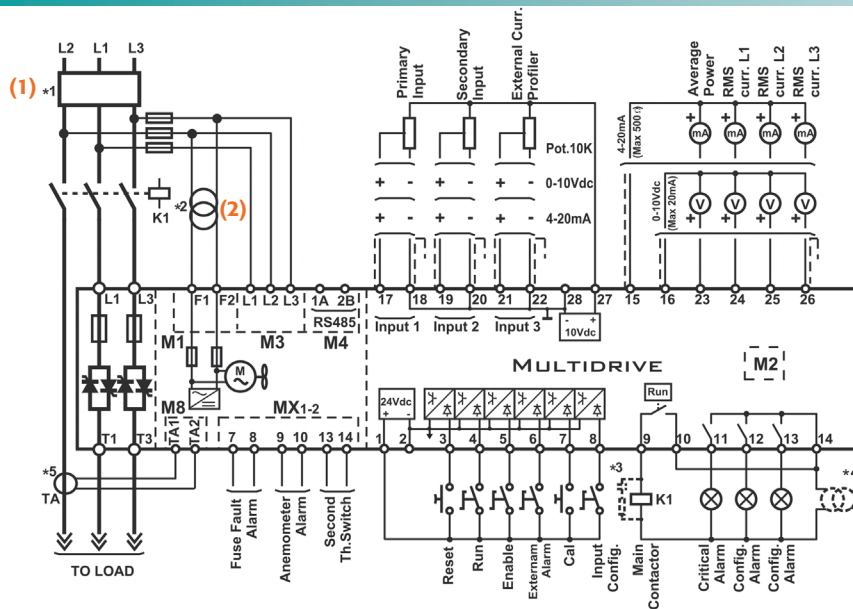 L2 L1 L3
(1) *1
K1
*2 (2)
Primary
Input
Secondary
Input
External Curr.
Profiler
Pot.10K
+ - + - + - 0-10Vdc
+ - + - + - 4-20mA
Average
Power
RMS
curr. L1
RMS
curr. L2
RMS
curr. L3
4-20mA
(Max 500Ω)
+ + + +
mA mA mA mA
0-10Vdc
(Max 20mA)
V V V V
+ + + +
L1 L3 F1 F2 L1 L2 L3 1A 2B 17 18 19 20 21 22 28 27 15 16 23 24 25 26
RS485
Input 1 Input 2 Input 3
- +
10Vdc
M1 M3 M4
M
~
MULTIDRIVE
M2
M8 MX1-2
24Vdc
+ -
Run
T1 T3 TA1 TA2 7 8 9 10 13 14 1 2 3 4 5 6 7 8 9 10 11 12 13 14
*5
TA
*3
K1
Fuse Fault
Alarm
Anemometer
Alarm
Second
Th.Switch
Reset
Run
Enable
Externam
Alarm
Cal
Input
Config.
Main
Contactor
Critical
Alarm
Config.
Alarm
Config.
Alarm
TO LOAD